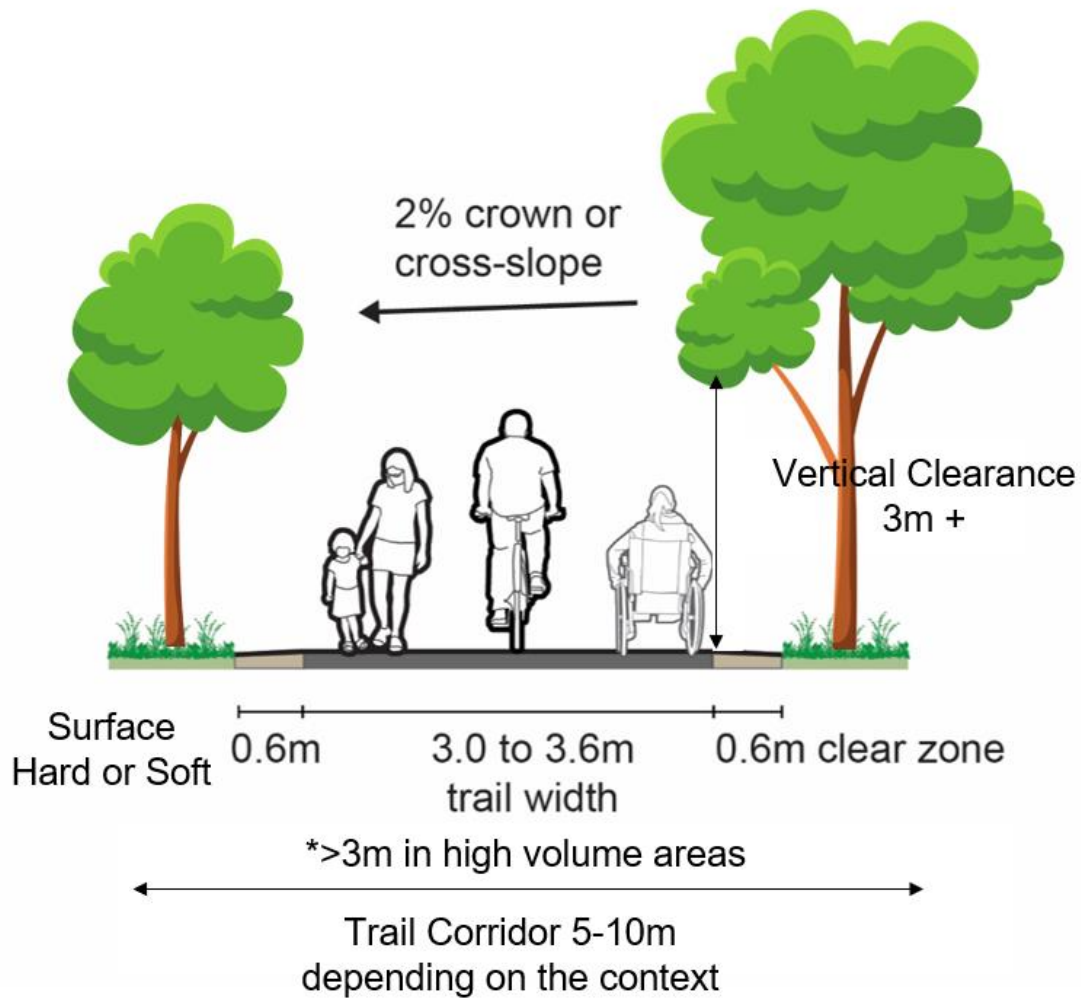 2% crown or
cross-slope
Vertical Clearance
3m +
Surface
Hard or Soft
0.6m
3.0 to 3.6m
trail width
0.6m clear zone
*>3m in high volume areas
Trail Corridor 5-10m
depending on the context